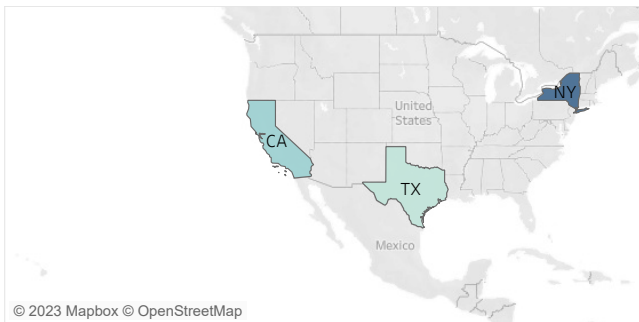 NY
United
States
CA
TX
Mexico
© 2023 Mapbox © OpenStreetMap